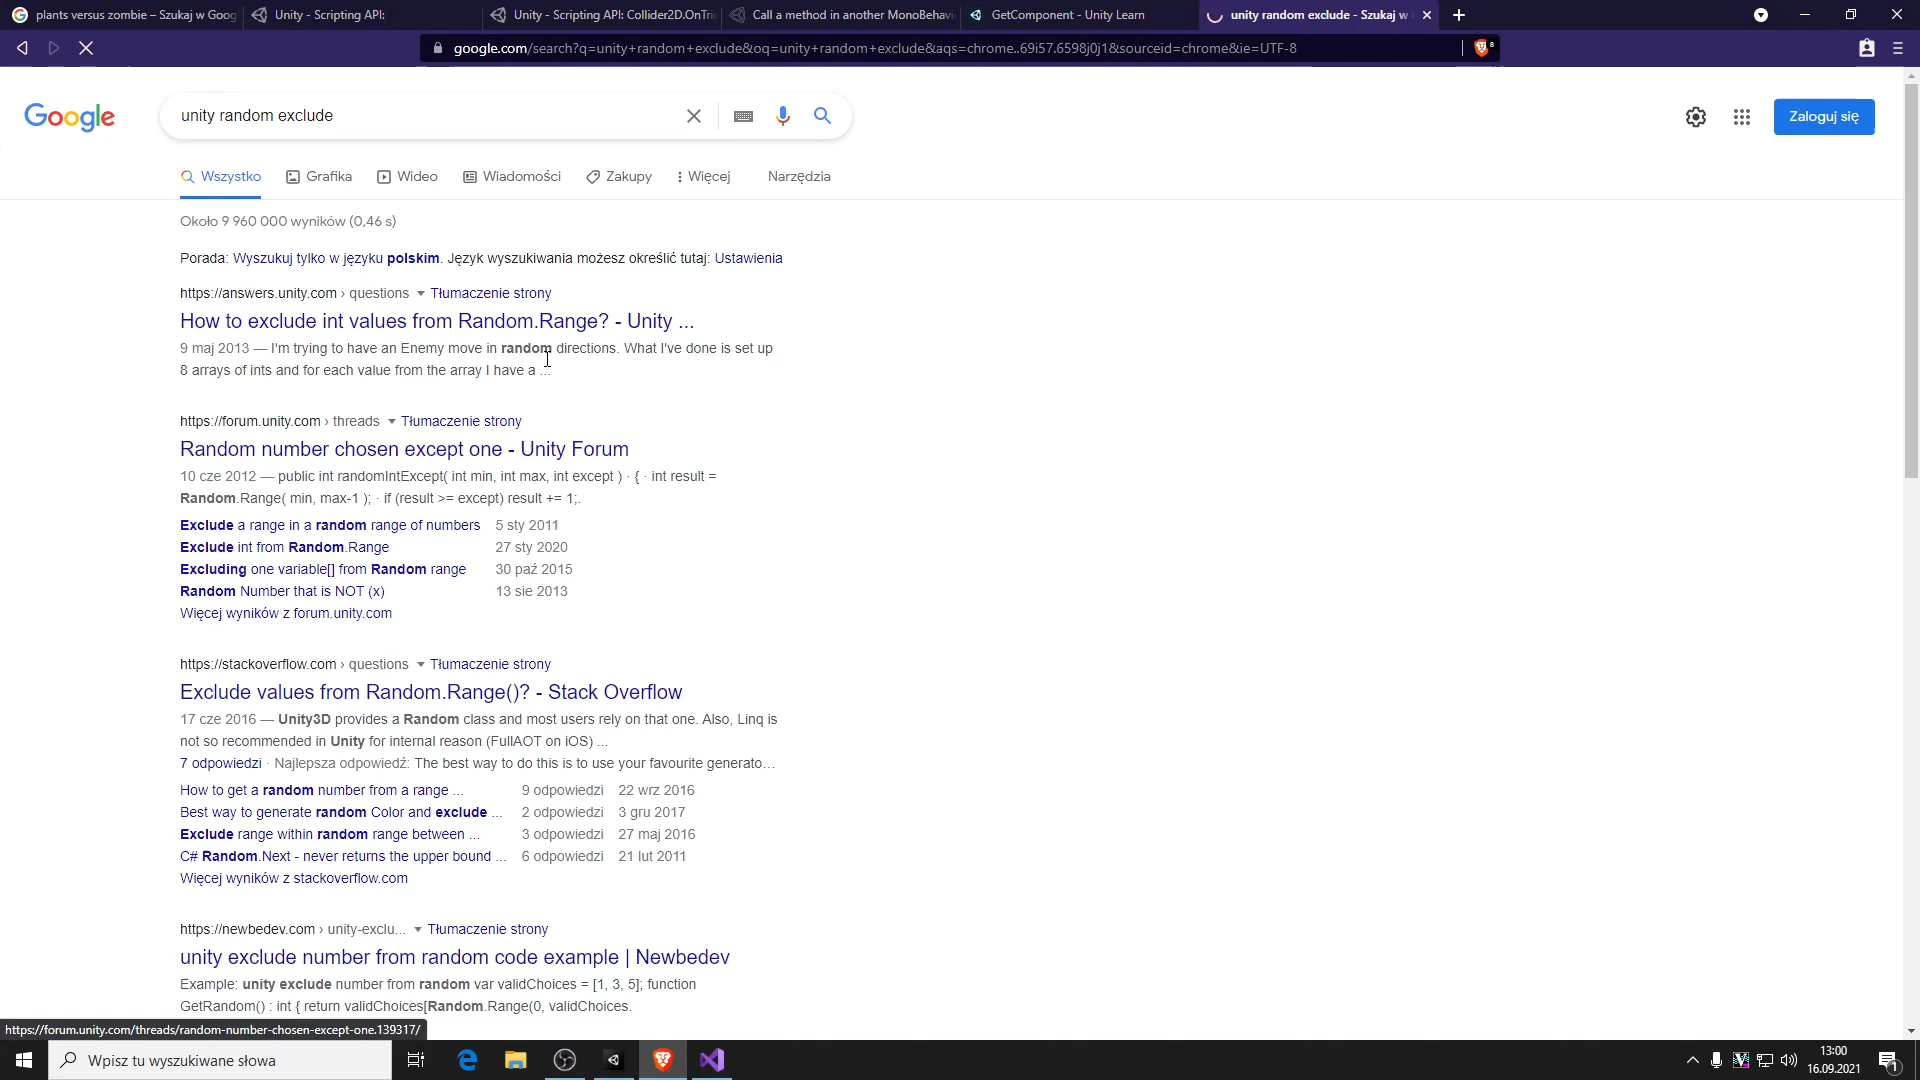 plants versus zombie – Szukaj w Goog
Unity - Scripting API:
Unity - Scripting API: Collider2D.OnTrig
Call a method in another MonoBehavi
GetComponent - Unity Learn
unity random exclude - Szukaj w
google.com/search?q=unity+random+exclude&oq=unity+random+exclude&aqs=chrome..69i57.6598j0j1&sourceid=chrome&ie=UTF-8
8
Google
unity random exclude
Zaloguj się
Wszystko
Grafika
Wideo
Wiadomości
Zakupy
Więcej
Narzędzia
Około 9 960 000 wyników (0,46 s)
Porada: Wyszukuj tylko w języku polskim. Język wyszukiwania możesz określić tutaj: Ustawienia
https://answers.unity.com › questions Tłumaczenie strony
How to exclude int values from Random.Range? - Unity ...
9 maj 2013 — I'm trying to have an Enemy move in random directions. What I've done is set up
8 arrays of ints and for each value from the array I have a ...
https://forum.unity.com › threads Tłumaczenie strony
Random number chosen except one - Unity Forum
10 cze 2012 — public int randomIntExcept( int min, int max, int except ) · { · int result =
Random.Range( min, max-1 ); · if (result >= except) result += 1;.
Exclude a range in a random range of numbers 5 sty 2011
Exclude int from Random.Range 27 sty 2020
Excluding one variable[] from Random range 30 paź 2015
Random Number that is NOT (x) 13 sie 2013
Więcej wyników z forum.unity.com
https://stackoverflow.com › questions Tłumaczenie strony
Exclude values from Random.Range()? - Stack Overflow
17 cze 2016 — Unity3D provides a Random class and most users rely on that one. Also, Linq is
not so recommended in Unity for internal reason (FullAOT on iOS) ...
7 odpowiedzi · Najlepsza odpowiedź: The best way to do this is to use your favourite generato…
How to get a random number from a range ... 9 odpowiedzi 22 wrz 2016
Best way to generate random Color and exclude ... 2 odpowiedzi 3 gru 2017
Exclude range within random range between ... 3 odpowiedzi 27 maj 2016
C# Random.Next - never returns the upper bound ... 6 odpowiedzi 21 lut 2011
Więcej wyników z stackoverflow.com
https://newbedev.com › unity-exclu... Tłumaczenie strony
unity exclude number from random code example | Newbedev
Example: unity exclude number from random var validChoices = [1, 3, 5]; function
GetRandom() : int { return validChoices[Random.Range(0, validChoices.
https://forum.unity.com/threads/random-number-chosen-except-one.139317/
Wpisz tu wyszukiwane słowa
13:00
16.09.2021
1